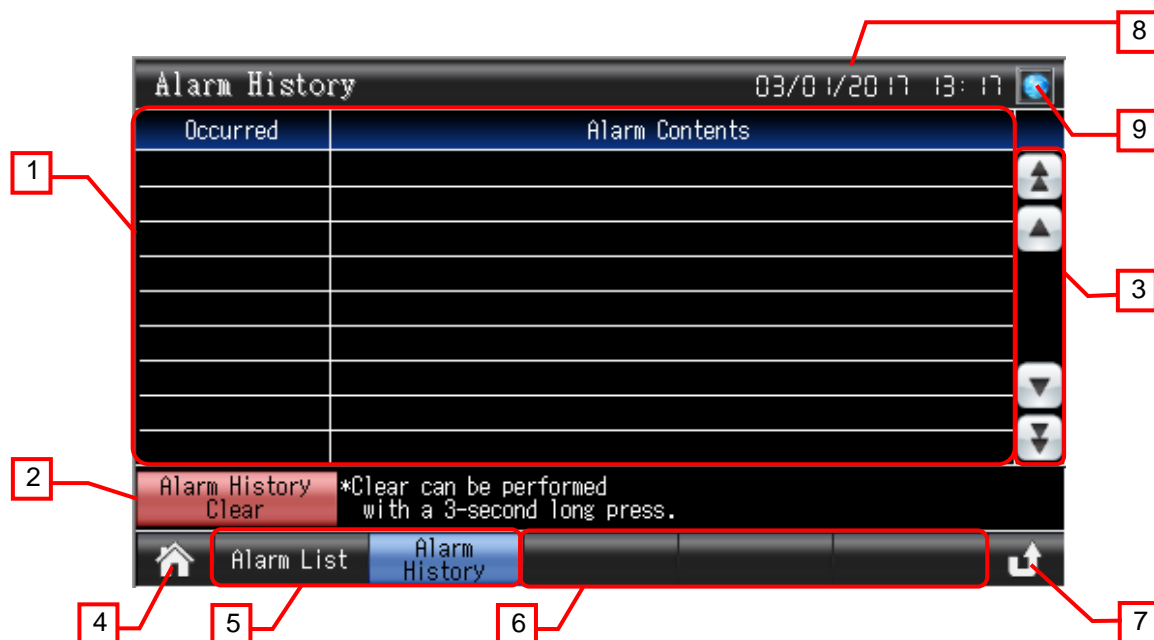 8
Alarm History 03/01/2017 13:17
9
Occurred Alarm Contents
1
3
2
Alarm History
Clear
*Clear can be performed
with a 3-second long press.
Alarm List
Alarm
History
4
5
6
7